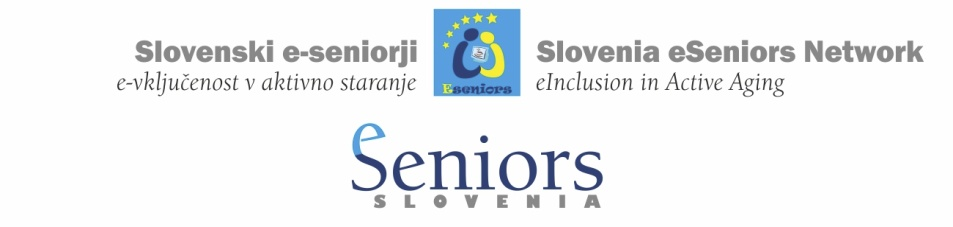 Slovenski e-seniorji
e-vključenost v aktivno staranje
Eseniors
Slovenia eSeniors Network
eInclusion in Active Aging
eSeniors
SLOVENIA